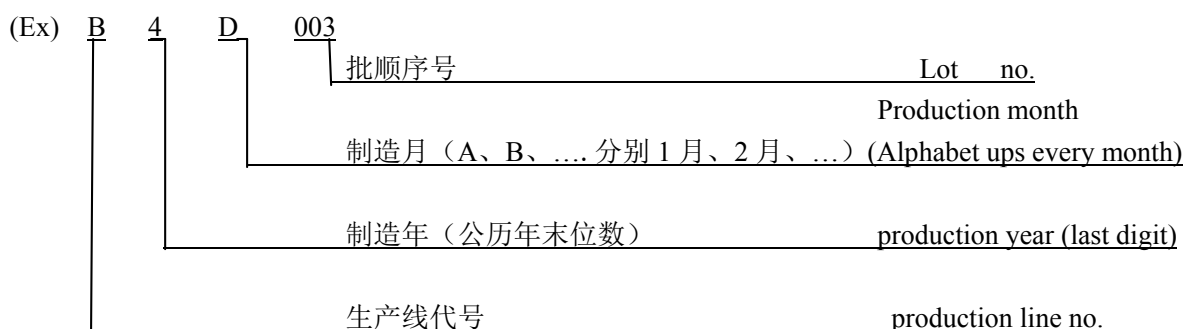 (Ex) B 4 D 003
批顺序号 Lot no.
Production month
制造月（A、B、…. 分别 1 月、2 月、…）(Alphabet ups every month)
制造年（公历年末位数） production year (last digit)
生产线代号 production line no.